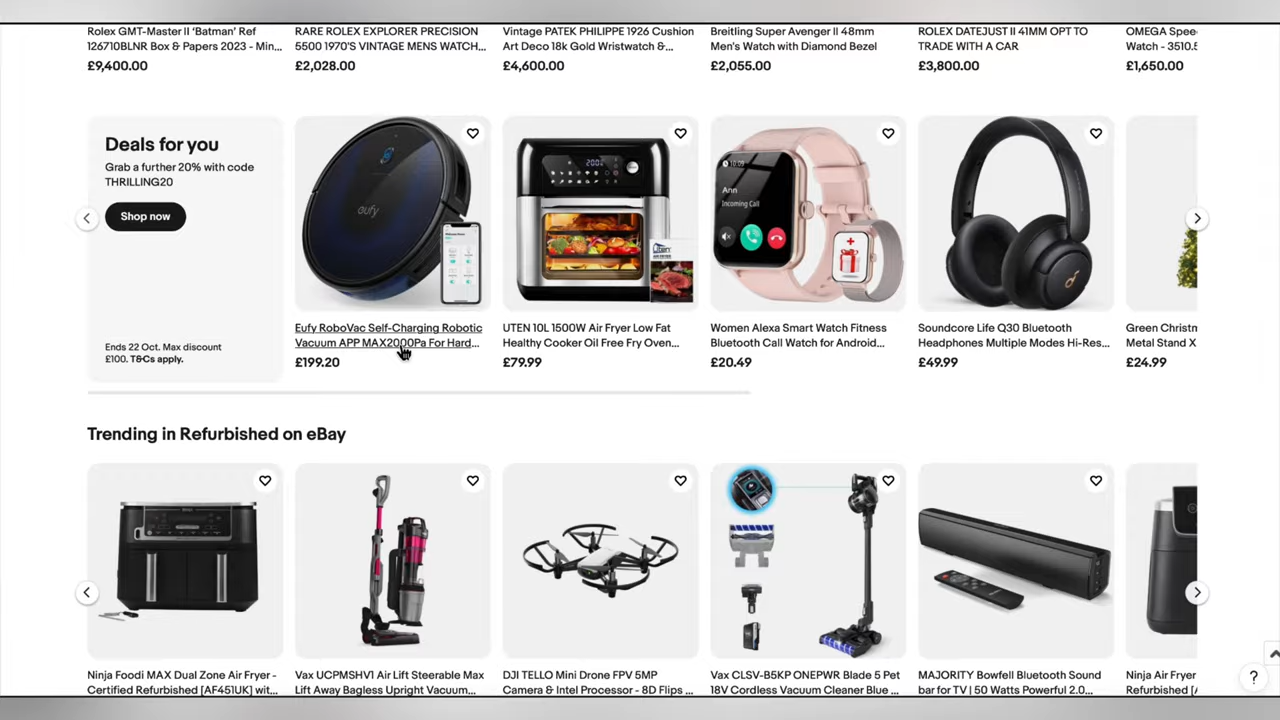 Rolex GMT-Master II ‘Batman’ Ref
126710BLNR Box & Papers 2023 - Min...
£9,400.00
RARE ROLEX EXPLORER PRECISION
5500 1970'S VINTAGE MENS WATCH...
£2,028.00
Vintage PATEK PHILIPPE 1926 Cushion
Art Deco 18k Gold Wristwatch &...
£4,600.00
Breitling Super Avenger II 48mm
Men's Watch with Diamond Bezel
£2,055.00
ROLEX DATEJUST II 41MM OPT TO
TRADE WITH A CAR
£3,800.00
OMEGA Spee
Watch - 3510.5
£1,650.00
Deals for you
Grab a further 20% with code
THRILLING20
Shop now
Ends 22 Oct. Max discount
£100. T&Cs apply.
eufy
Eufy RoboVac Self-Charging Robotic
Vacuum APP MAX2000Pa For Hard...
£199.20
200
Uten
UTEN 10L 1500W Air Fryer Low Fat
Healthy Cooker Oil Free Fry Oven...
£79.99
10:09
Ann
Incoming Call
Women Alexa Smart Watch Fitness
Bluetooth Call Watch for Android...
£20.49
Soundcore Life Q30 Bluetooth
Headphones Multiple Modes Hi-Res...
£49.99
Green Christm
Metal Stand X
£24.99
Trending in Refurbished on eBay
Ninja Foodi MAX Dual Zone Air Fryer -
Certified Refurbished [AF451UK] wit...
Vax UCPMSHV1 Air Lift Steerable Max
Lift Away Bagless Upright Vacuum...
DJI TELLO Mini Drone FPV 5MP
Camera & Intel Processor - 8D Flips ...
Vax CLSV-B5KP ONEPWR Blade 5 Pet
18V Cordless Vacuum Cleaner Blue ...
MAJORITY Bowfell Bluetooth Sound
bar for TV | 50 Watts Powerful 2.0...
Ninja Air Fryer
Refurbished [A
?